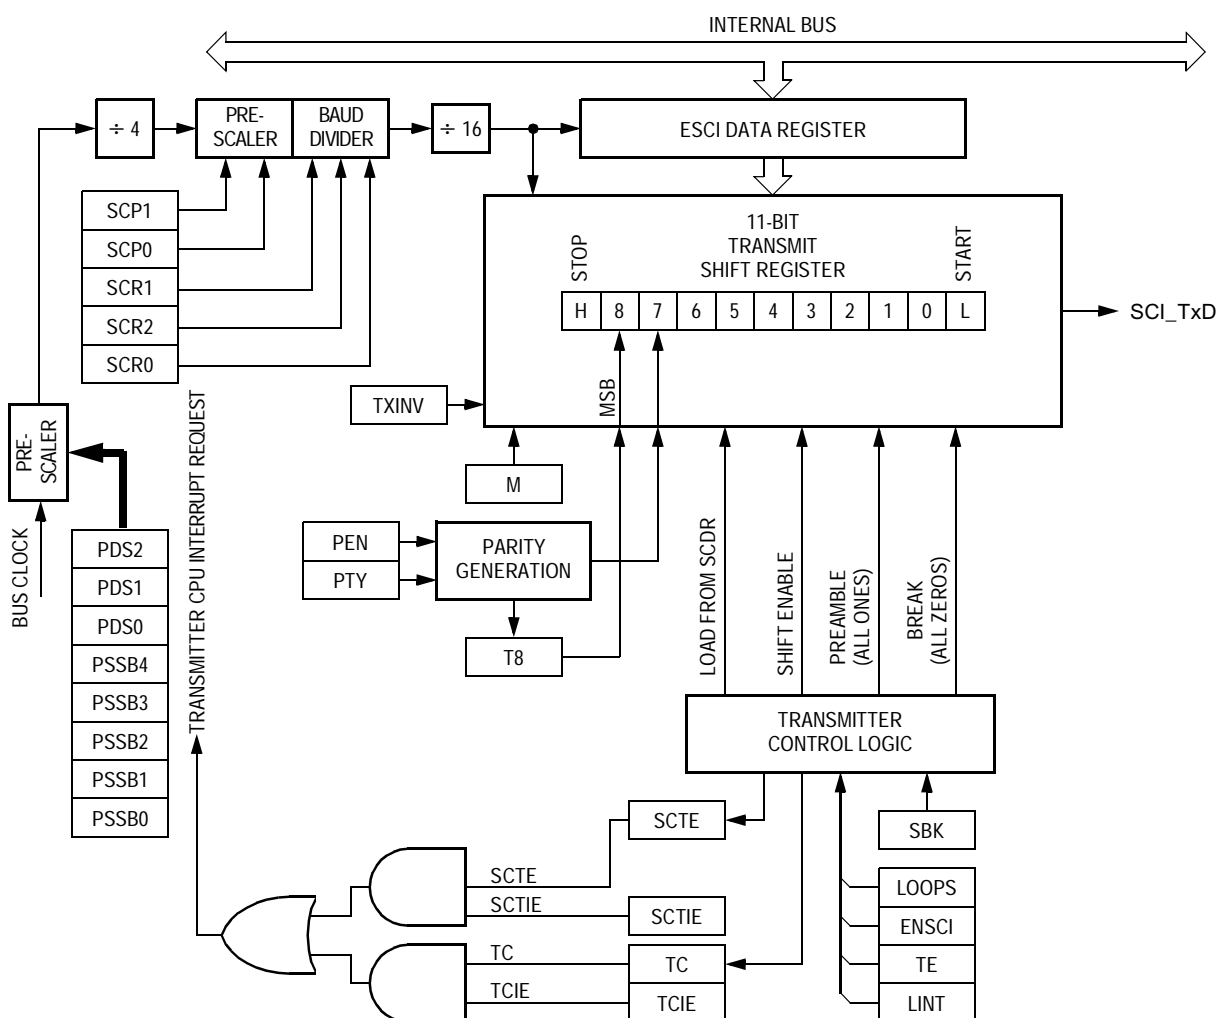 INTERNAL BUS
÷ 4
PRE-
SCALER
BAUD
DIVIDER
÷ 16
ESCI DATA REGISTER
SCP1
SCP0
SCR1
SCR2
SCR0
11-BIT
TRANSMIT
SHIFT REGISTER
STOP
START
H 8 7 6 5 4 3 2 1 0 L
SCI_TxD
MSB
TXINV
M
PRE-
SCALER
BUS CLOCK
TRANSMITTER CPU INTERRUPT REQUEST
PDS2
PDS1
PDS0
PSSB4
PSSB3
PSSB2
PSSB1
PSSB0
PEN
PTY
PARITY
GENERATION
T8
LOAD FROM SCDR
SHIFT ENABLE
PREAMBLE
(ALL ONES)
BREAK
(ALL ZEROS)
TRANSMITTER
CONTROL LOGIC
SCTE
SBK
SCTE
SCTIE
SCTIE
TC
TC
TCIE
TCIE
LOOPS
ENSCI
TE
LINT